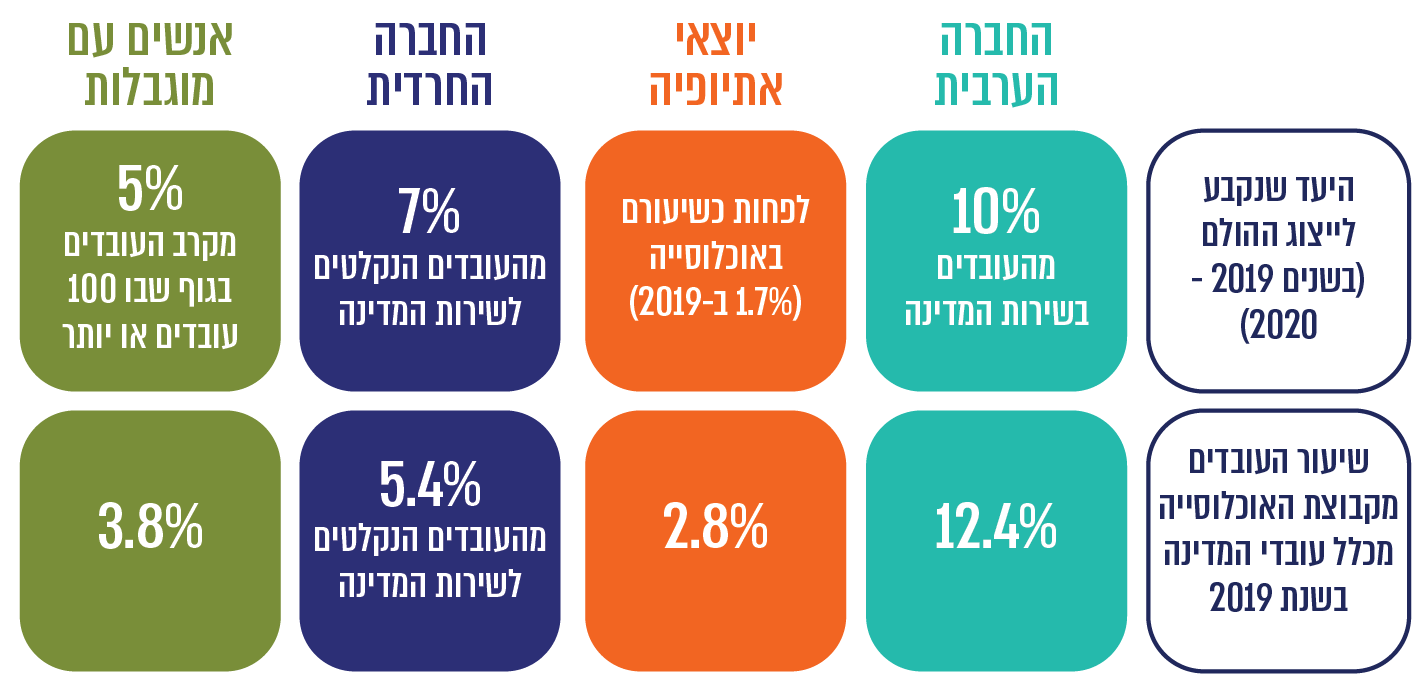 החברה
הערבית
יוצאי
אתיופיה
החברה
החרדית
אנשים עם
מוגבלות
היעד שנקבע
לייצוג ההולם
(בשנים 2019 -
2020)
10%
מהעובדים
בשירות המדינה
לפחות כשיעורם
באוכלוסייה
(1.7% ב-2019)
7%
מהעובדים הנקלטים
לשירות המדינה
5%
מקרב העובדים
בגוף שבו 100
עובדים או יותר
שיעור העובדים
מקבוצת האוכלוסייה
מכלל עובדי המדינה
בשנת 2019
12.4%
2.8%
5.4%
מהעובדים הנקלטים
לשירות המדינה
3.8%